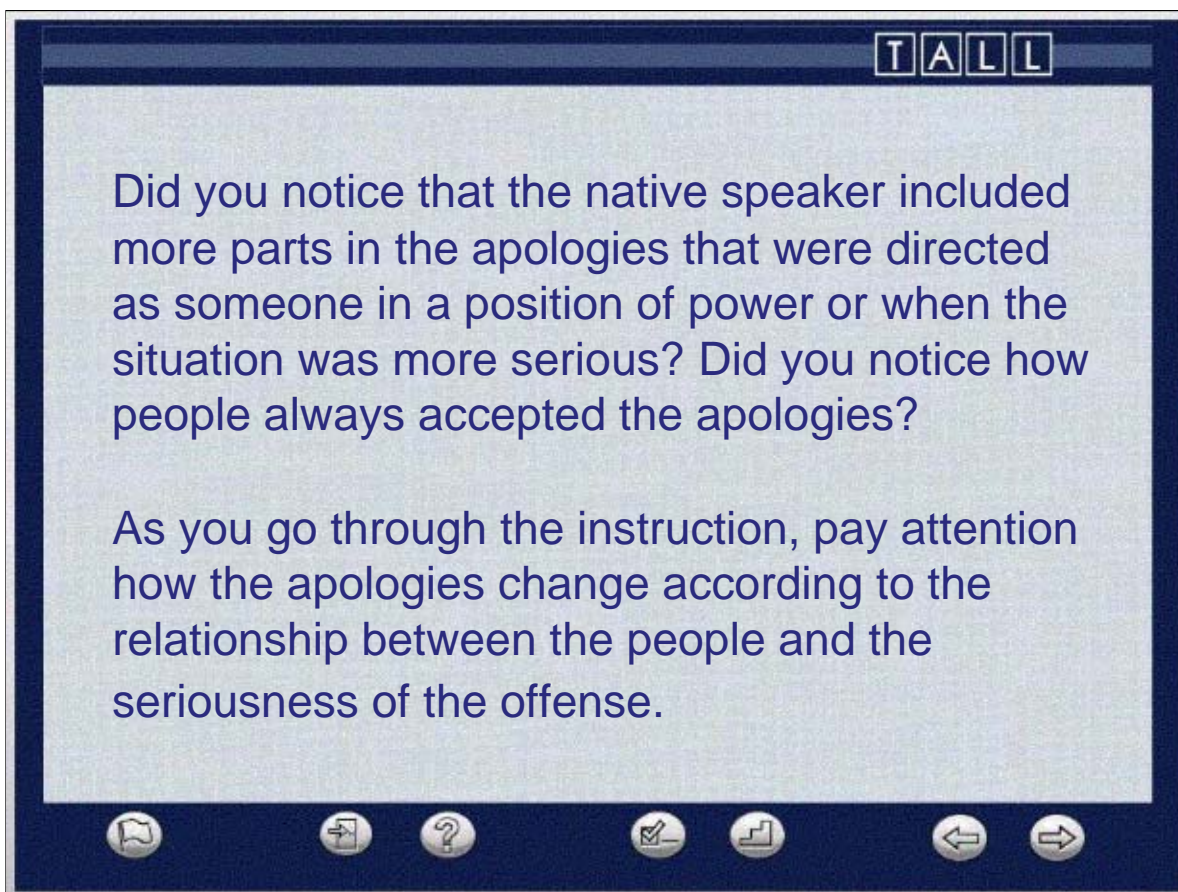 TALL
Did you notice that the native speaker included
more parts in the apologies that were directed
as someone in a position of power or when the
situation was more serious? Did you notice how
people always accepted the apologies?
As you go through the instruction, pay attention
how the apologies change according to the
relationship between the people and the
seriousness of the offense.
?